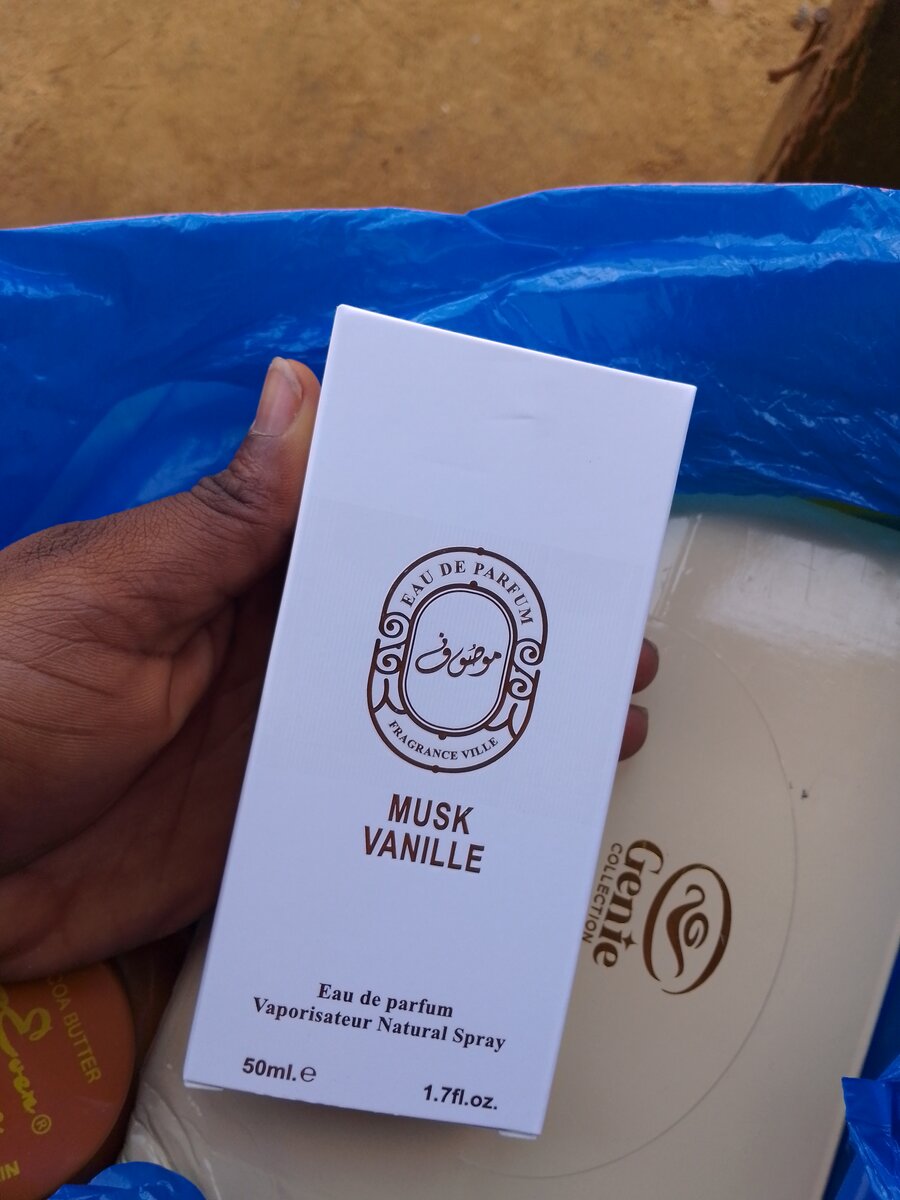 EAU DE PARFUM
موصوف
FRAGRANCE VILLE
MUSK
VANILLE
Eau de parfum
Vaporisateur Natural Spray
50ml.℮
1.7fl.oz.
Genie
COLLECTION
COA BUTTER
®